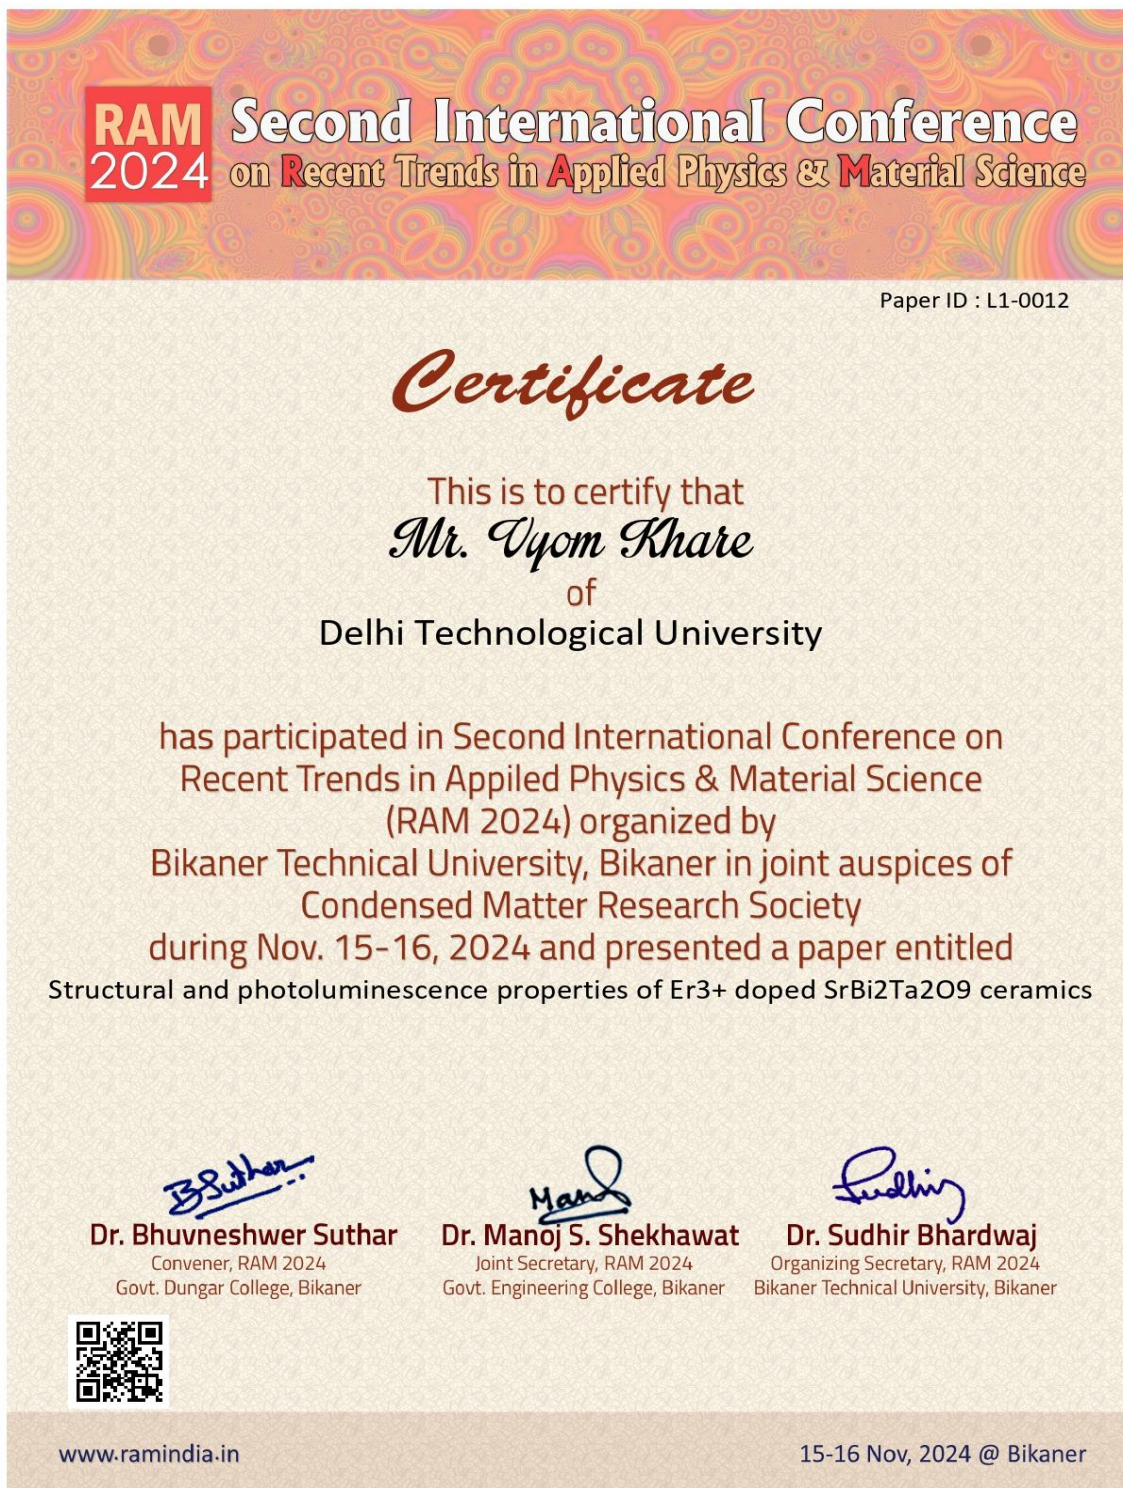 RAM
2024
Second International Conference
on Recent Trends in Applied Physics & Material Science
Paper ID : L1-0012
Certificate
This is to certify that
Mr. Vyom Khare
of
Delhi Technological University
has participated in Second International Conference on
Recent Trends in Appiled Physics & Material Science
(RAM 2024) organized by
Bikaner Technical University, Bikaner in joint auspices of
Condensed Matter Research Society
during Nov. 15-16, 2024 and presented a paper entitled
Structural and photoluminescence properties of Er3+ doped SrBi2Ta2O9 ceramics
BSuthar
Manoj
Sudhir
Dr. Bhuvneshwer Suthar
Convener, RAM 2024
Govt. Dungar College, Bikaner
Dr. Manoj S. Shekhawat
Joint Secretary, RAM 2024
Govt. Engineering College, Bikaner
Dr. Sudhir Bhardwaj
Organizing Secretary, RAM 2024
Bikaner Technical University, Bikaner
www.ramindia.in
15-16 Nov, 2024 @ Bikaner